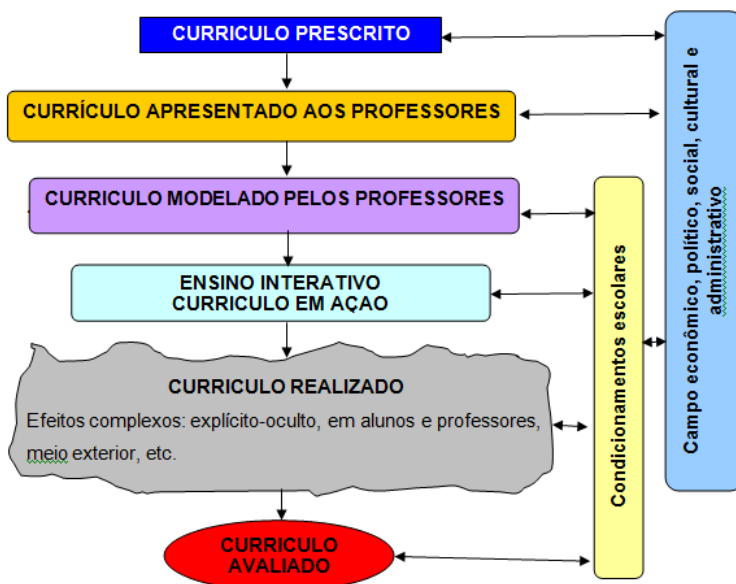 CURRICULO PRESCRITO
CURRÍCULO APRESENTADO AOS PROFESSORES
CURRICULO MODELADO PELOS PROFESSORES
ENSINO INTERATIVO
CURRICULO EM AÇAO
CURRICULO REALIZADO
Efeitos complexos: explícito-oculto, em alunos e professores,
meio exterior, etc.
CURRICULO
AVALIADO
Condicionamentos escolares
Campo econômico, político, social, cultural e
administrativo